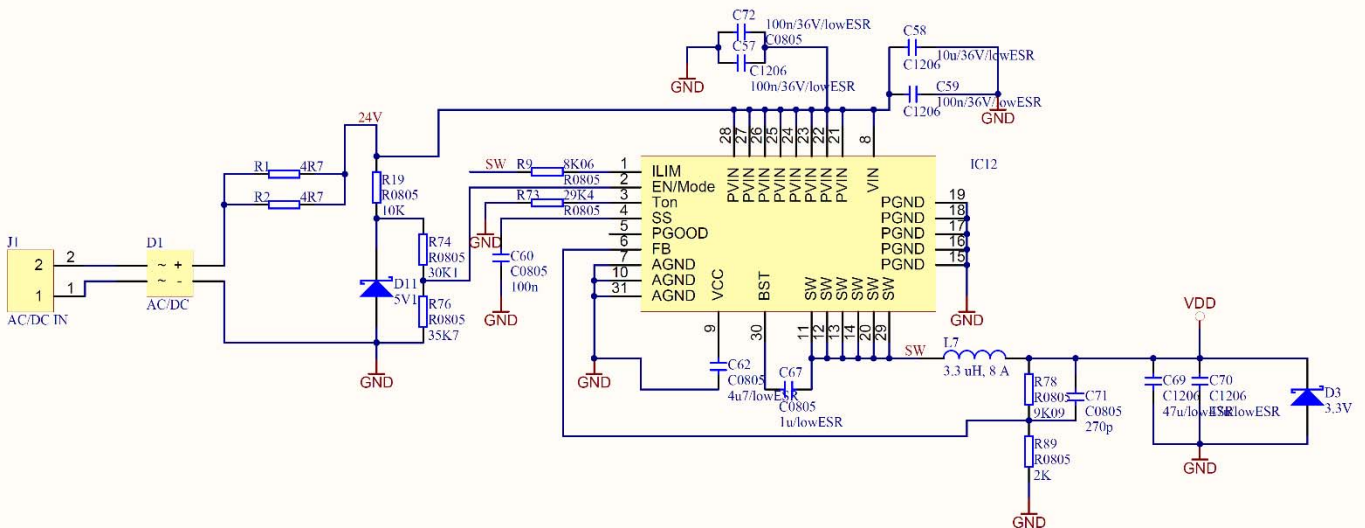 C72
100n/36V/lowESR
C0805
C57
C1206
100n/36V/lowESR
GND
C58
10u/36V/lowESR
C1206
C59
100n/36V/lowESR
C1206
GND
24V
R1
4R7
R2
4R7
R19
R0805
10K
R74
R0805
30K1
R76
R0805
35K7
D11
5V1
GND
J1
2
1
2
1
AC/DC IN
D1
~ +
~ -
AC/DC
SW
R9
8K06
R0805
R73
29K4
R0805
GND
C60
C0805
100n
GND
IC12
28
27
26
25
24
23
22
21
8
PVIN
PVIN
PVIN
PVIN
PVIN
PVIN
PVIN
PVIN
VIN
1
ILIM
2
EN/Mode
3
Ton
4
SS
5
PGOOD
6
FB
7
AGND
10
AGND
31
AGND
PGND
19
PGND
18
PGND
17
PGND
16
PGND
15
GND
VCC
BST
SW
SW
SW
SW
SW
SW
9
30
11
12
13
14
20
29
GND
C62
C0805
4u7/lowESR
C67
C0805
1u/lowESR
SW
L7
3.3 uH, 8 A
R78
R0805
9K09
C71
C0805
270p
R89
R0805
2K
GND
VDD
C69
C1206
47u/lowESR
C70
C1206
GND
D3
3.3V